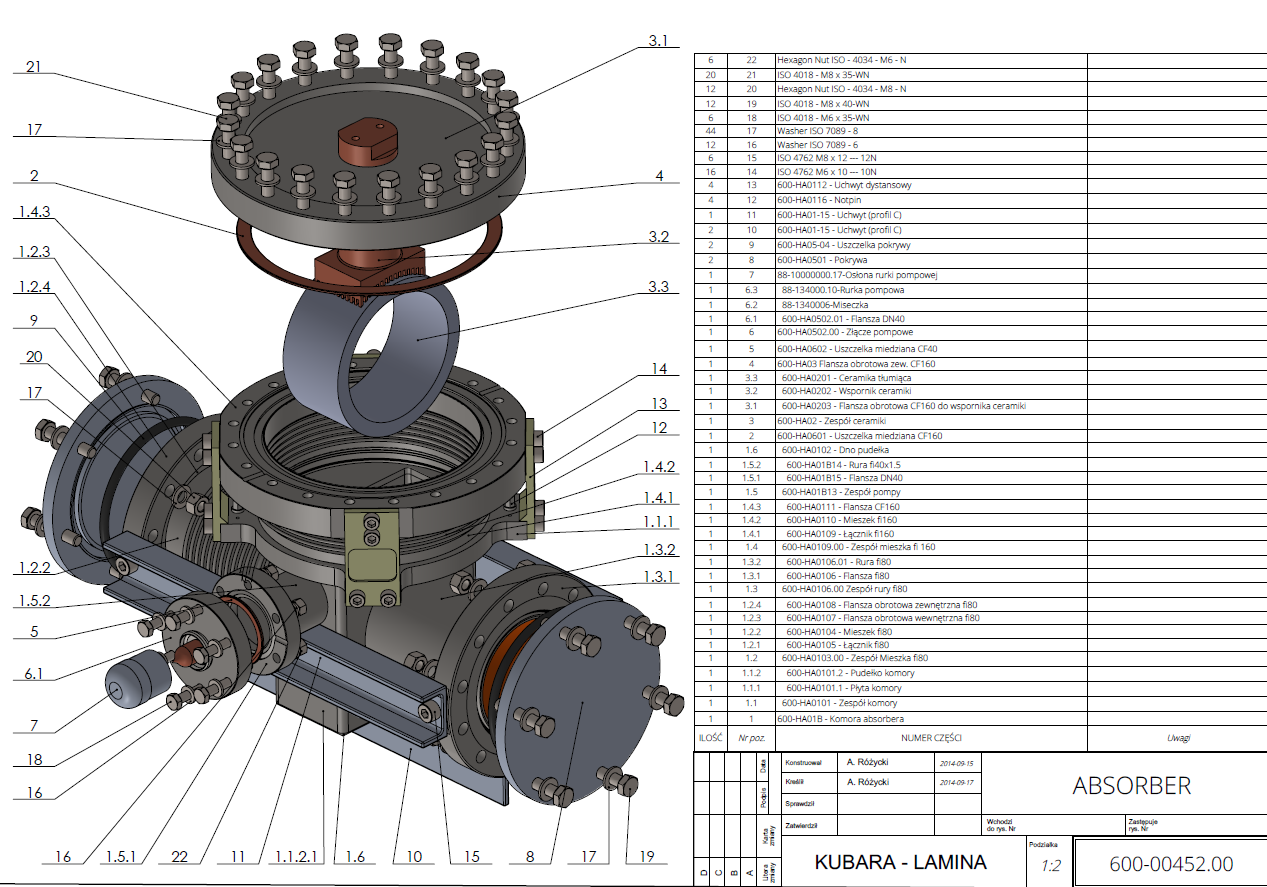 3.1
21
17
2
4
1.4.3
3.2
1.2.3
1.2.4
3.3
9
20
14
17
13
12
1.4.2
1.4.1
1.1.1
1.3.2
1.2.2
1.3.1
1.5.2
5
6.1
7
18
16
16
1.5.1
22
11
1.1.2.1
1.6
10
15
8
17
19
6 22 Hexagon Nut ISO - 4034 - M6 - N
20 21 ISO 4018 - M8 x 35-WN
12 20 Hexagon Nut ISO - 4034 - M8 - N
12 19 ISO 4018 - M8 x 40-WN
6 18 ISO 4018 - M6 x 35-WN
44 17 Washer ISO 7089 - 8
12 16 Washer ISO 7089 - 6
6 15 ISO 4762 M8 x 12 --- 12N
16 14 ISO 4762 M6 x 10 --- 10N
4 13 600-HA0112 - Uchwyt dystansowy
4 12 600-HA0116 - Notpin
1 11 600-HA01-15 - Uchwyt (profil C)
2 10 600-HA01-15 - Uchwyt (profil C)
2 9 600-HA05-04 - Uszczelka pokrywy
2 8 600-HA0501 - Pokrywa
1 7 88-10000000.17-Osłona rurki pompowej
1 6.3 88-134000.10-Rurka pompowa
1 6.2 88-1340006-Miseczka
1 6.1 600-HA0502.01 - Flansza DN40
1 6 600-HA0502.00 - Złącze pompowe
1 5 600-HA0602 - Uszczelka miedziana CF40
1 4 600-HA03 Flansza obrotowa zew. CF160
1 3.3 600-HA0201 - Ceramika tłumiąca
1 3.2 600-HA0202 - Wspornik ceramiki
1 3.1 600-HA0203 - Flansza obrotowa CF160 do wspornika ceramiki
1 3 600-HA02 - Zespół ceramiki
1 2 600-HA0601 - Uszczelka miedziana CF160
1 1.6 600-HA0102 - Dno pudełka
1 1.5.2 600-HA01B14 - Rura fi40x1.5
1 1.5.1 600-HA01B15 - Flansza DN40
1 1.5 600-HA01B13 - Zespół pompy
1 1.4.3 600-HA0111 - Flansza CF160
1 1.4.2 600-HA0110 - Mieszek fi160
1 1.4.1 600-HA0109 - Łącznik fi160
1 1.4 600-HA0109.00 - Zespół mieszka fi 160
1 1.3.2 600-HA0106.01 - Rura fi80
1 1.3.1 600-HA0106 - Flansza fi80
1 1.3 600-HA0106.00 Zespół rury fi80
1 1.2.4 600-HA0108 - Flansza obrotowa zewnętrzna fi80
1 1.2.3 600-HA0107 - Flansza obrotowa wewnętrzna fi80
1 1.2.2 600-HA0104 - Mieszek fi80
1 1.2.1 600-HA0105 - Łącznik fi80
1 1.2 600-HA0103.00 - Zespół Mieszka fi80
1 1.1.2 600-HA0101.2 - Pudełko komory
1 1.1.1 600-HA0101.1 - Płyta komory
1 1.1 600-HA0101 - Zespół komory
1 1 600-HA01B - Komora absorbera
ILOŚĆ Nr poz. NUMER CZĘŚCI Uwagi
Data
Podpis
Karta zmiany
Litera zmiany
D C B A
Konstruował A. Różycki 2014-09-15
Kreślił A. Różycki 2014-09-17
Sprawdził
Zatwierdził
ABSORBER
Wchodzi do rys. Nr
Zastępuje rys. Nr
KUBARA - LAMINA
Podziałka
1:2
600-00452.00